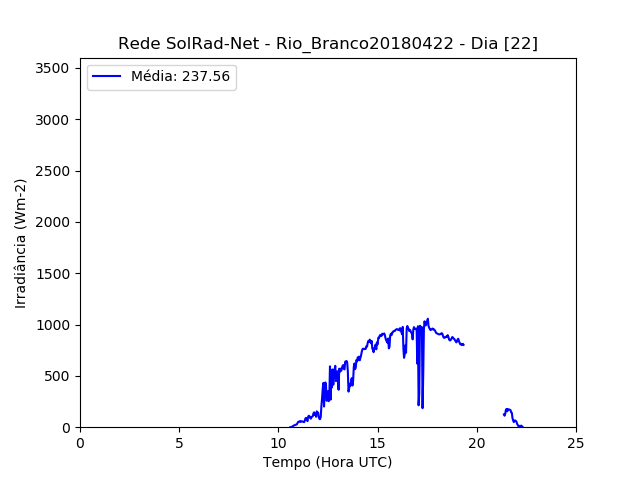 Rede SolRad-Net - Rio_Branco20180422 - Dia [22]
Média: 237.56
Irradiância (Wm-2)
3500
3000
2500
2000
1500
1000
500
0
0 5 10 15 20 25
Tempo (Hora UTC)